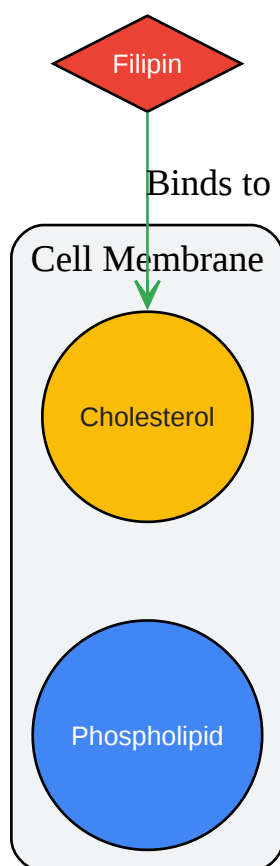 Filipin
Binds to
Cell Membrane
Cholesterol
Phospholipid